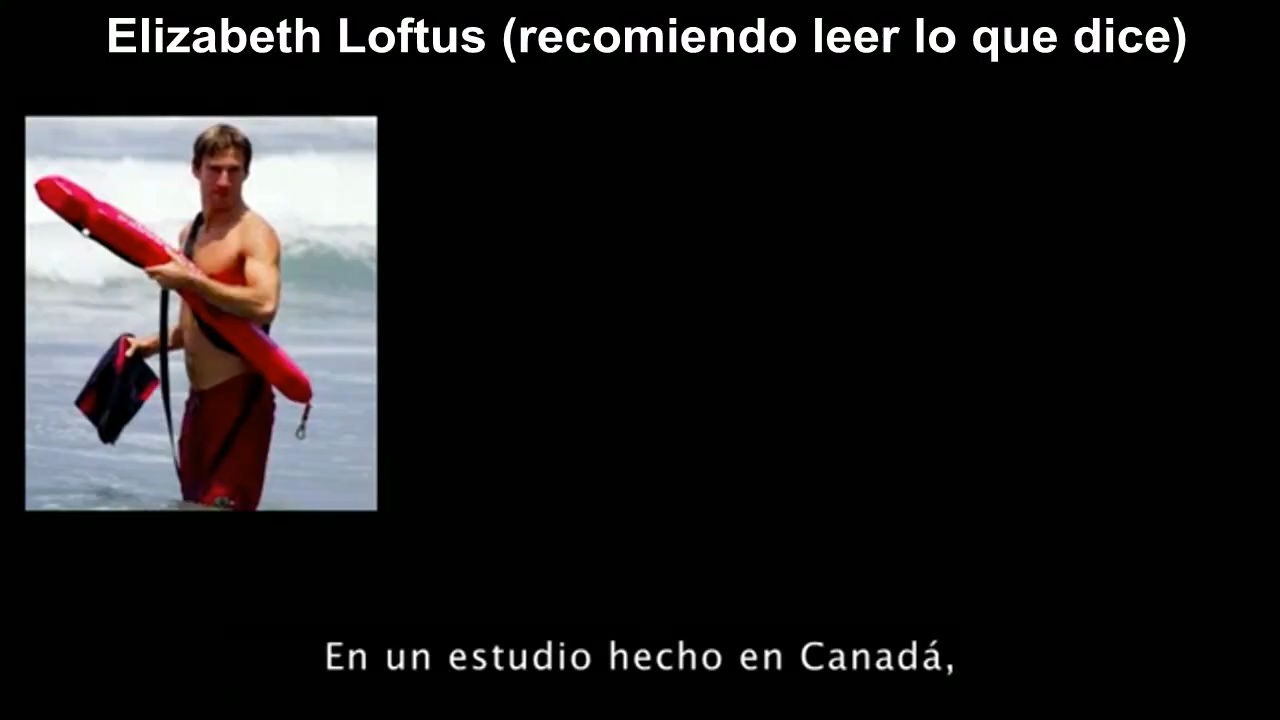 Elizabeth Loftus (recomiendo leer lo que dice)
En un estudio hecho en Canadá,